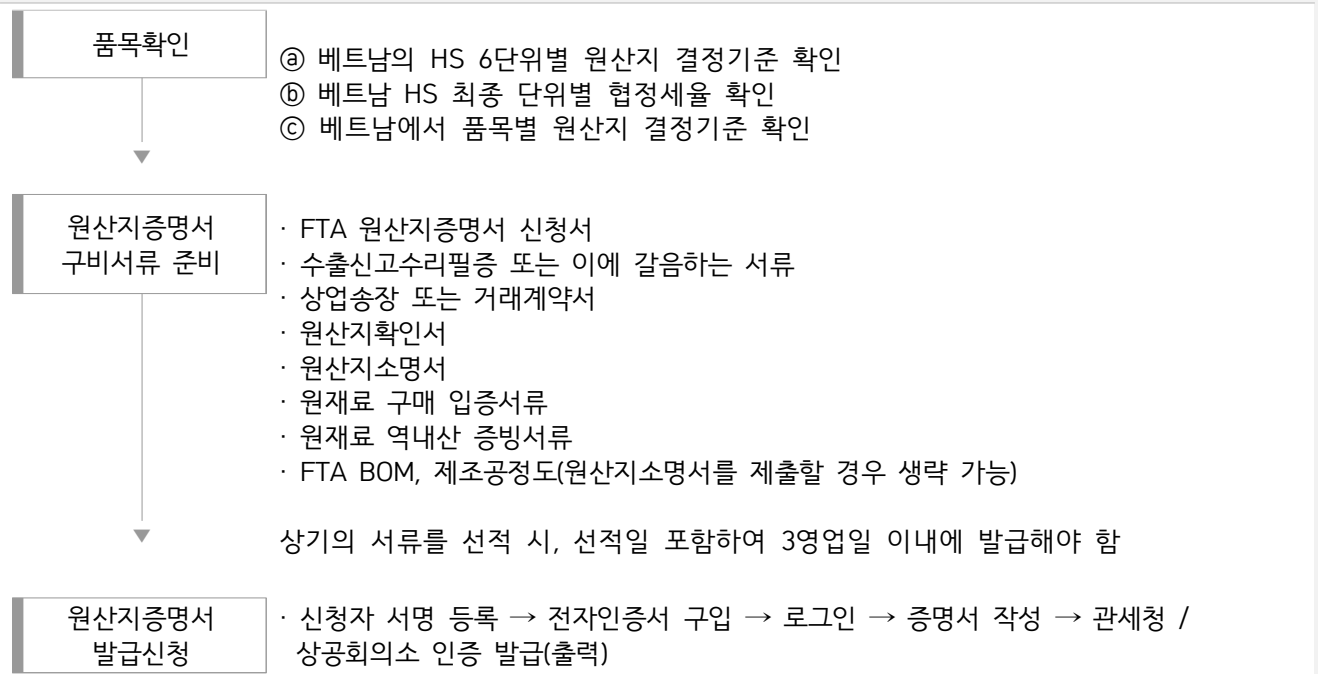 품목확인
ⓐ 베트남의 HS 6단위별 원산지 결정기준 확인
ⓑ 베트남 HS 최종 단위별 협정세율 확인
ⓒ 베트남에서 품목별 원산지 결정기준 확인
원산지증명서
구비서류 준비
· FTA 원산지증명서 신청서
· 수출신고수리필증 또는 이에 갈음하는 서류
· 상업송장 또는 거래계약서
· 원산지확인서
· 원산지소명서
· 원재료 구매 입증서류
· 원재료 역내산 증빙서류
· FTA BOM, 제조공정도(원산지소명서를 제출할 경우 생략 가능)
상기의 서류를 선적 시, 선적일 포함하여 3영업일 이내에 발급해야 함
원산지증명서
발급신청
· 신청자 서명 등록 → 전자인증서 구입 → 로그인 → 증명서 작성 → 관세청 /
상공회의소 인증 발급(출력)